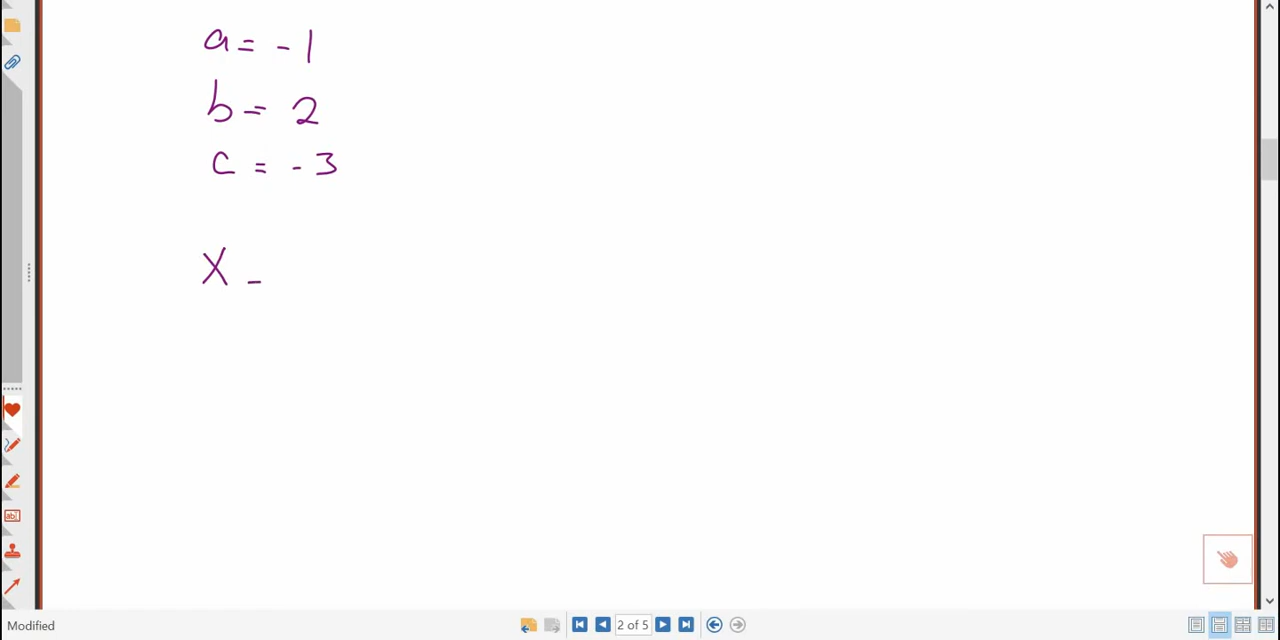 a = - 1
b = 2
c = - 3
X -
Modified
2 of 5